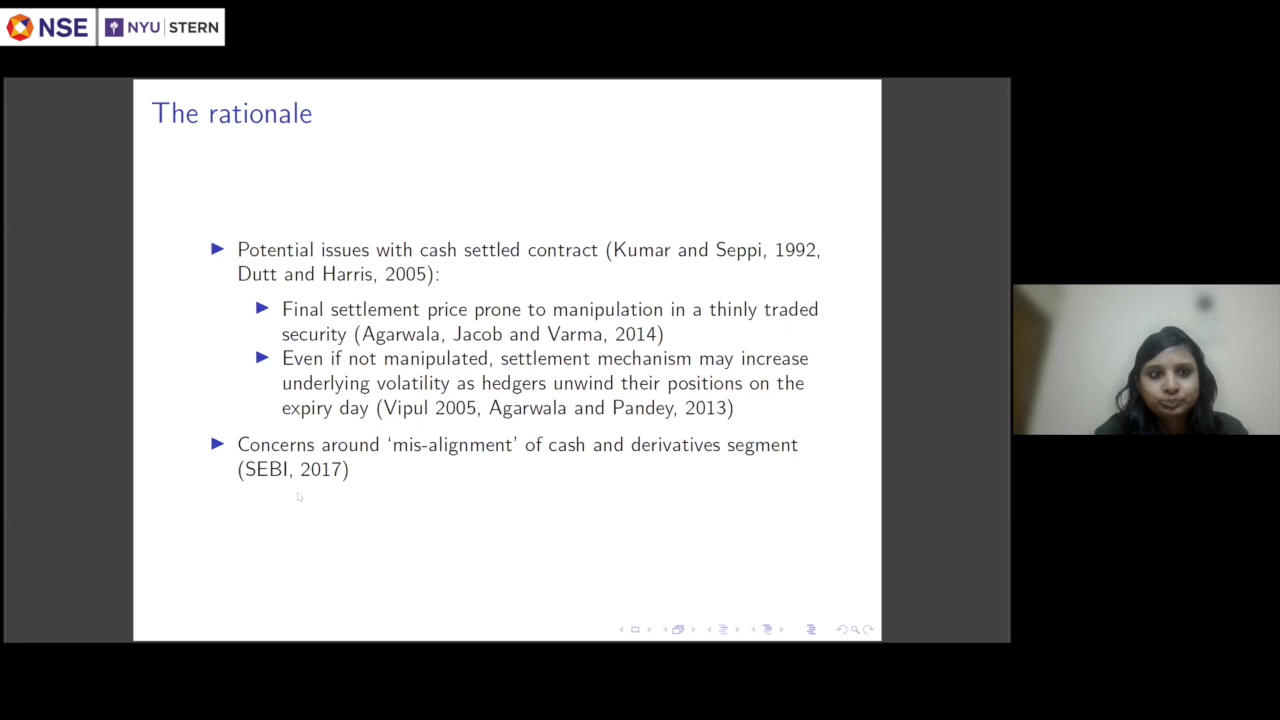 NSE NYU STERN
The rationale
Potential issues with cash settled contract (Kumar and Seppi, 1992,
Dutt and Harris, 2005):
Final settlement price prone to manipulation in a thinly traded
security (Agarwala, Jacob and Varma, 2014)
Even if not manipulated, settlement mechanism may increase
underlying volatility as hedgers unwind their positions on the
expiry day (Vipul 2005, Agarwala and Pandey, 2013)
Concerns around ‘mis-alignment’ of cash and derivatives segment
(SEBI, 2017)